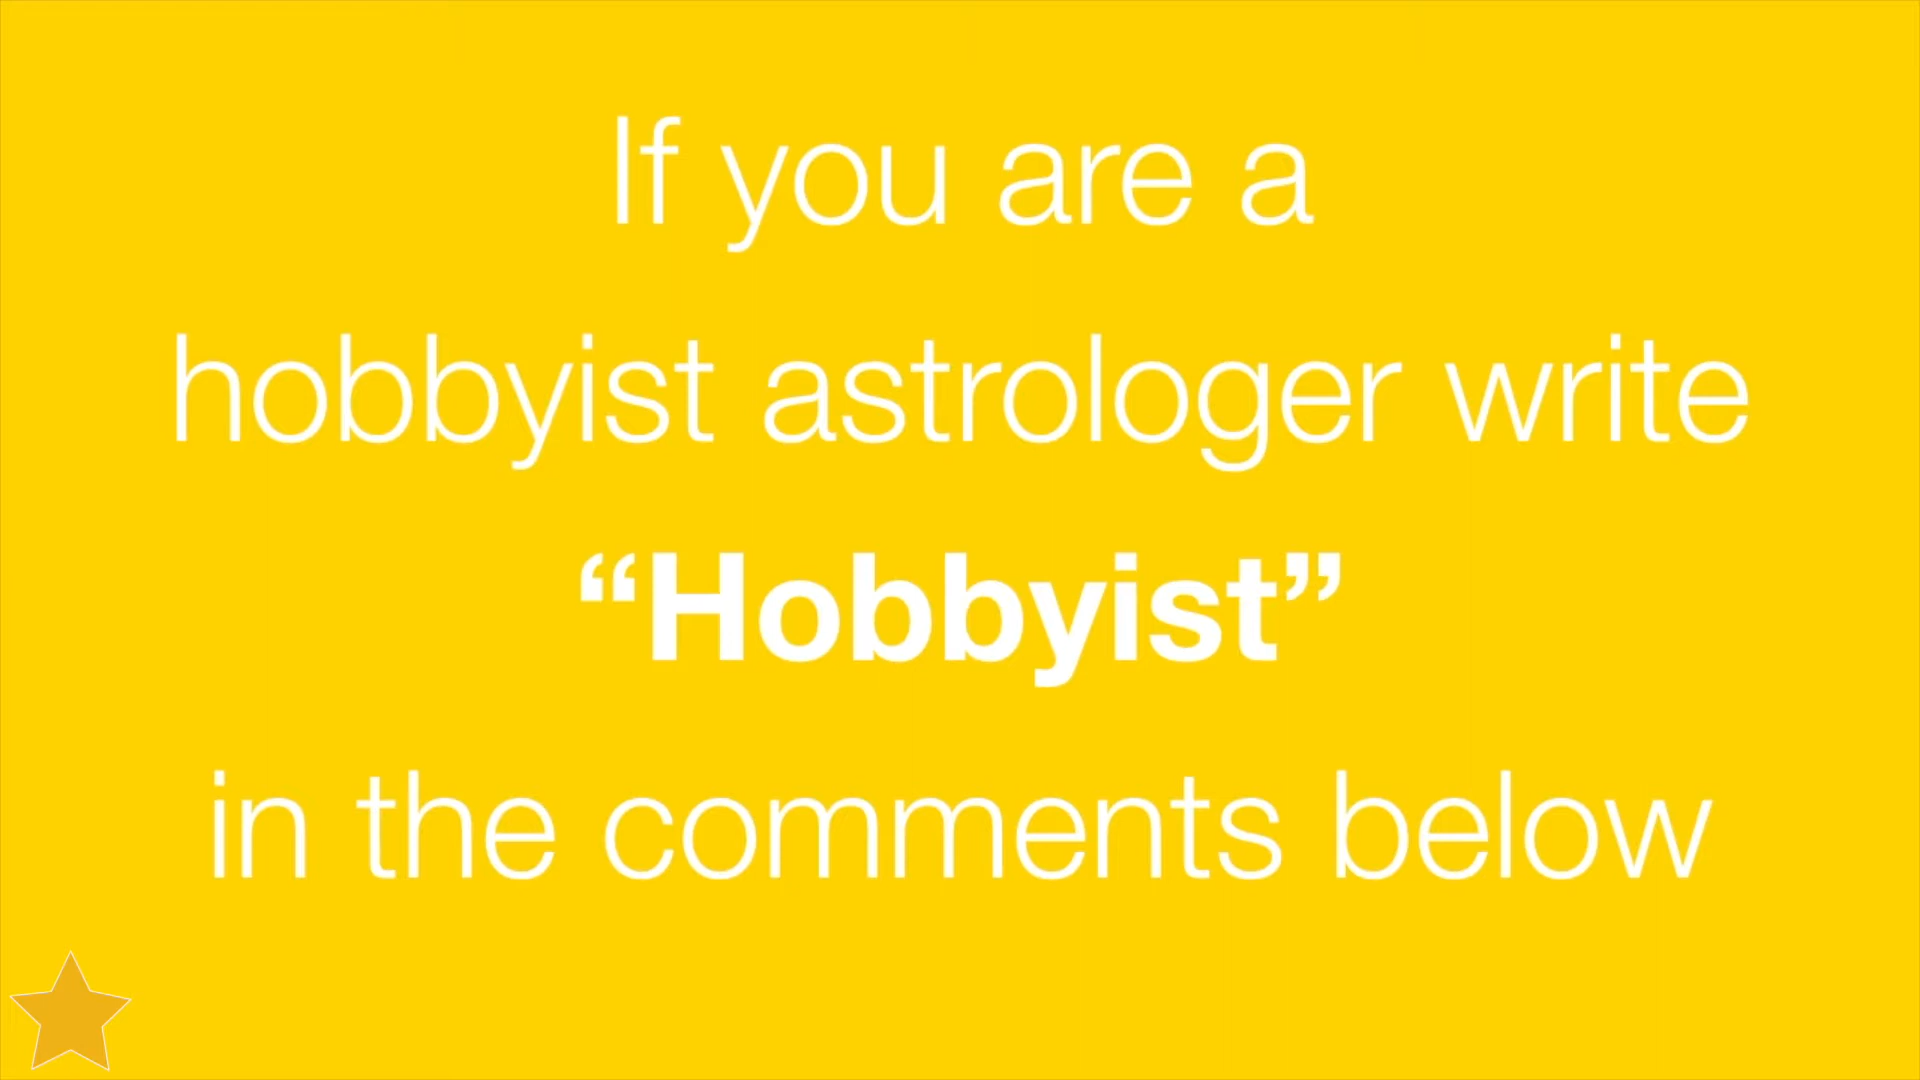 If you are a
hobbyist astrologer write
“Hobbyist”
in the comments below